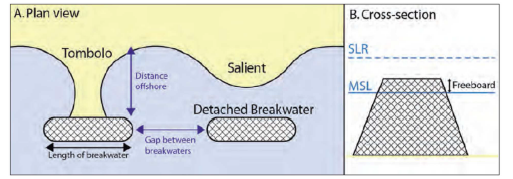 A. Plan view
Tombolo
Distance
offshore
Salient
Detached Breakwater
Gap between
breakwaters
Length of breakwater
B. Cross-section
SLR
MSL
Freeboard